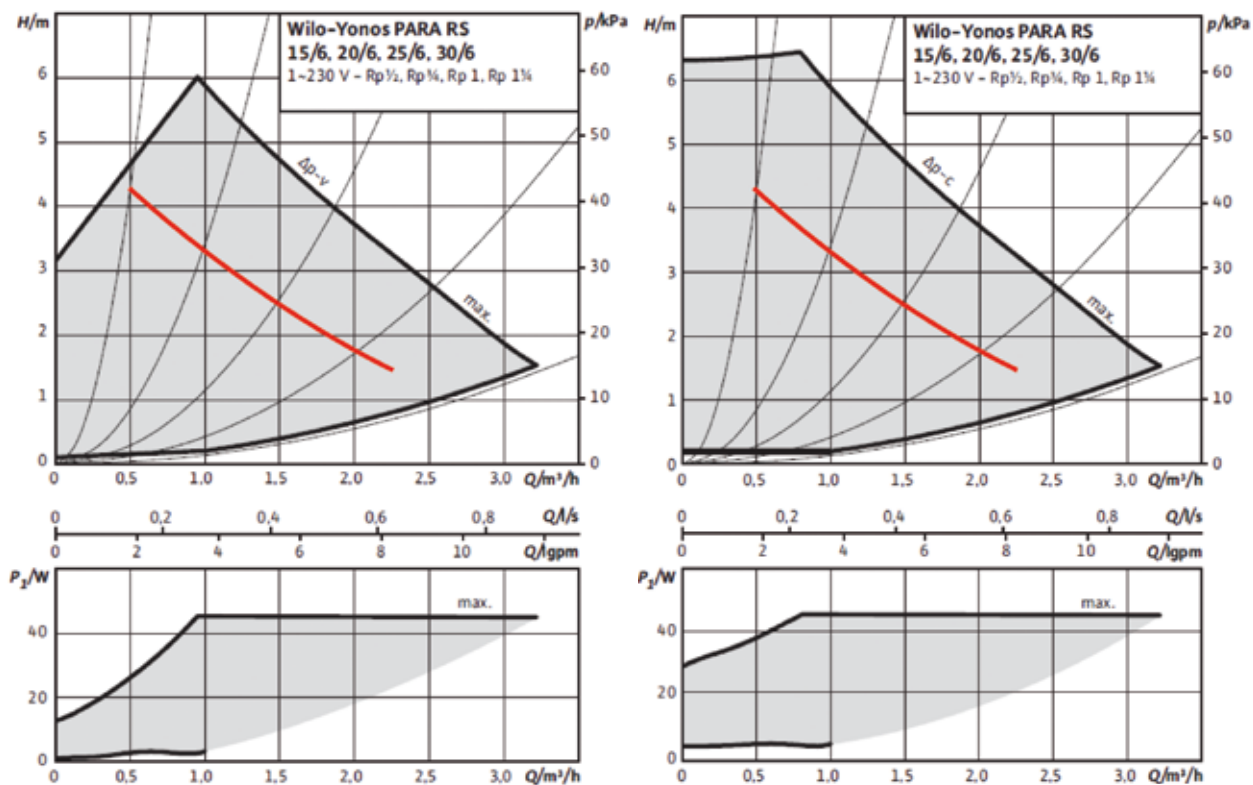 H/m
p/kPa
Wilo-Yonos PARA RS
15/6, 20/6, 25/6, 30/6
1~230 V - Rp½, Rp¾, Rp 1, Rp 1¼
6
60
5
50
Δp-v
4
40
3
30
max.
2
20
1
10
0
0
0 0,5 1,0 1,5 2,0 2,5 3,0 Q/m³/h
0 0,2 0,4 0,6 0,8 Q/l/s
0 2 4 6 8 10 Q/Igpm
P₁/W
max.
40
20
0
0 0,5 1,0 1,5 2,0 2,5 3,0 Q/m³/h
H/m
p/kPa
Wilo-Yonos PARA RS
15/6, 20/6, 25/6, 30/6
1~230 V - Rp½, Rp¾, Rp 1, Rp 1¼
6
60
5
50
Δp-c
4
40
3
30
max.
2
20
1
10
0
0
0 0,5 1,0 1,5 2,0 2,5 3,0 Q/m³/h
0 0,2 0,4 0,6 0,8 Q/l/s
0 2 4 6 8 10 Q/Igpm
P₁/W
max.
40
20
0
0 0,5 1,0 1,5 2,0 2,5 3,0 Q/m³/h